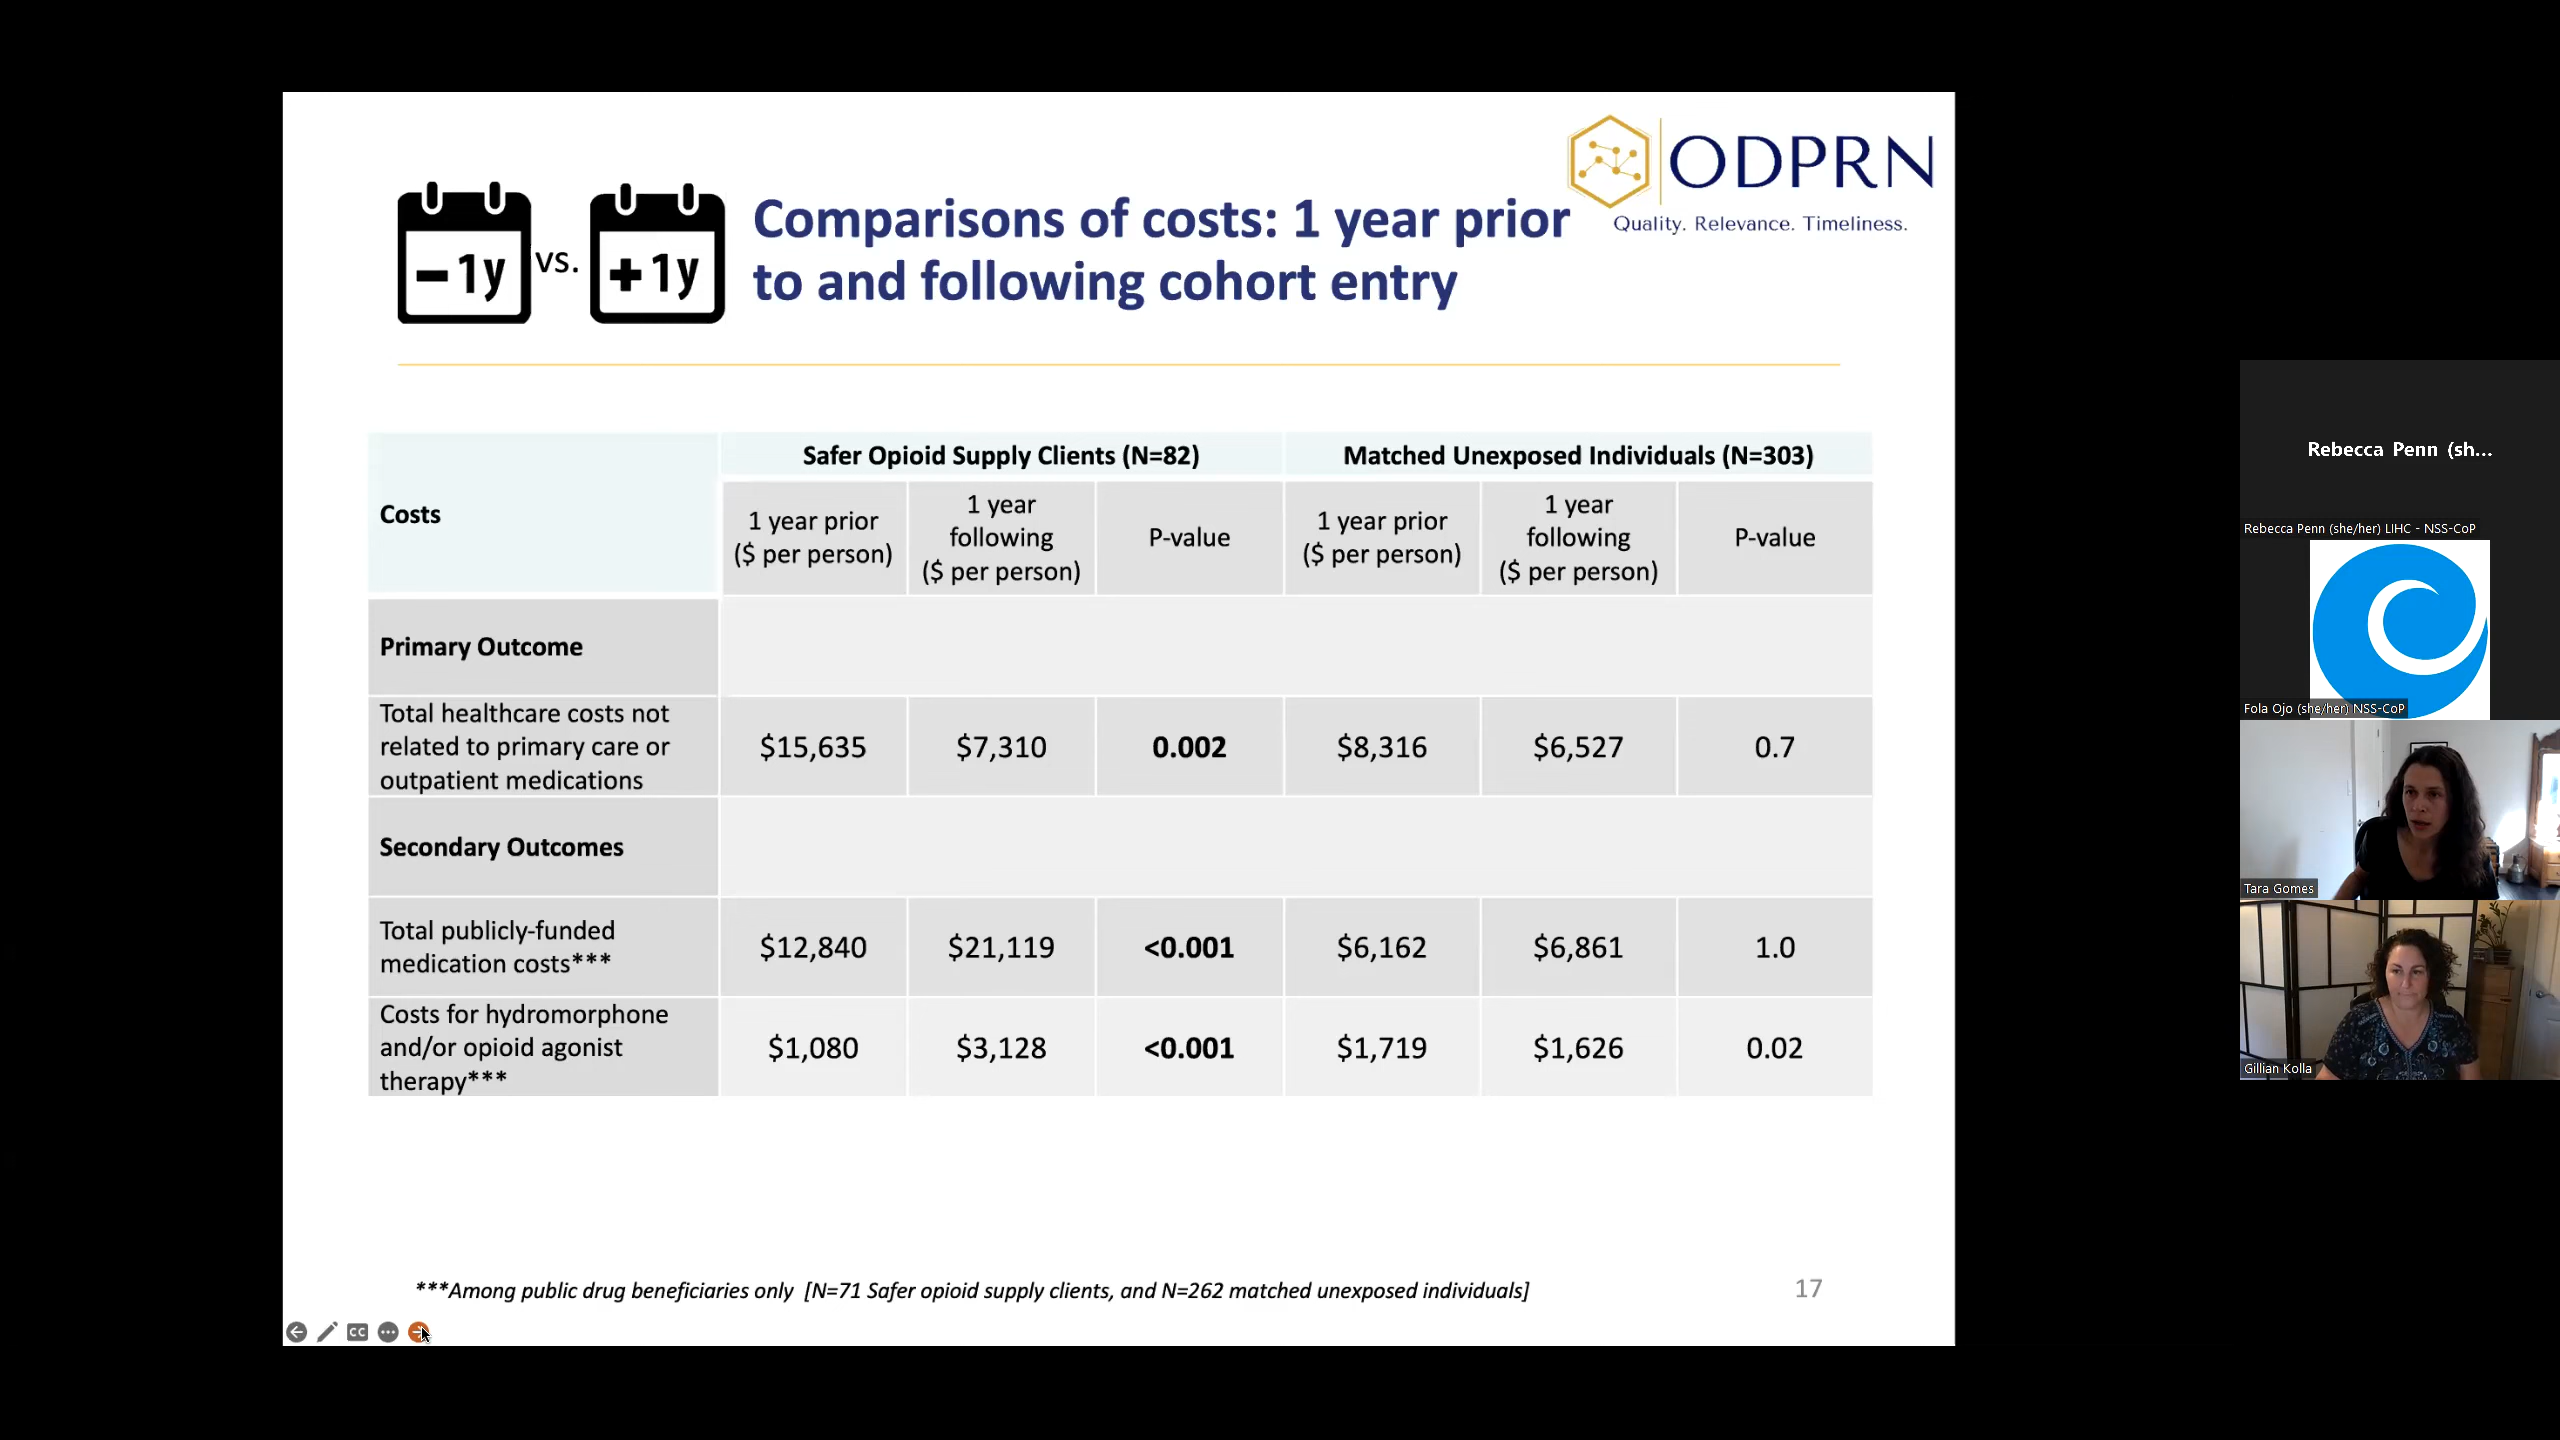 ODPRN
Quality. Relevance. Timeliness.
–1y vs. +1y
Comparisons of costs: 1 year prior
to and following cohort entry
Costs
Safer Opioid Supply Clients (N=82)
Matched Unexposed Individuals (N=303)
1 year prior
($ per person)
1 year
following
($ per person)
P-value
1 year prior
($ per person)
1 year
following
($ per person)
P-value
Primary Outcome
Total healthcare costs not
related to primary care or
outpatient medications
$15,635
$7,310
0.002
$8,316
$6,527
0.7
Secondary Outcomes
Total publicly-funded
medication costs***
$12,840
$21,119
<0.001
$6,162
$6,861
1.0
Costs for hydromorphone
and/or opioid agonist
therapy***
$1,080
$3,128
<0.001
$1,719
$1,626
0.02
***Among public drug beneficiaries only [N=71 Safer opioid supply clients, and N=262 matched unexposed individuals]
17
CC
Rebecca Penn (sh...
Rebecca Penn (she/her) LIHC - NSS-CoP
Fola Ojo (she/her) NSS-CoP
Tara Gomes
Gillian Kolla